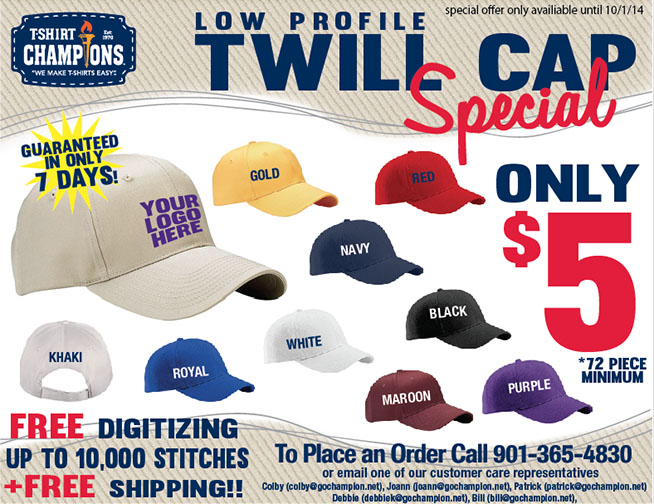 T-SHIRT
Est
1970
CHAMPIONS.
"WE MAKE T-SHIRTS EASY"
special offer only availiable until 10/1/14
LOW PROFILE
TWILL CAP
Special
GUARANTEED
IN ONLY
7 DAYS!
YOUR
LOGO
HERE
GOLD
RED
NAVY
ONLY
$5
BLACK
WHITE
KHAKI
ROYAL
MAROON
PURPLE
*72 PIECE
MINIMUM
FREE DIGITIZING
UP TO 10,000 STITCHES
+FREE SHIPPING!!
To Place an Order Call 901-365-4830
or email one of our customer care representatives
Colby (colby@gochampion.net), Joann (joann@gochampion.net), Patrick (patrick@gochampion.net)
Debbie (debbiek@gochampion.net), Bill (bill@gochampion.net),